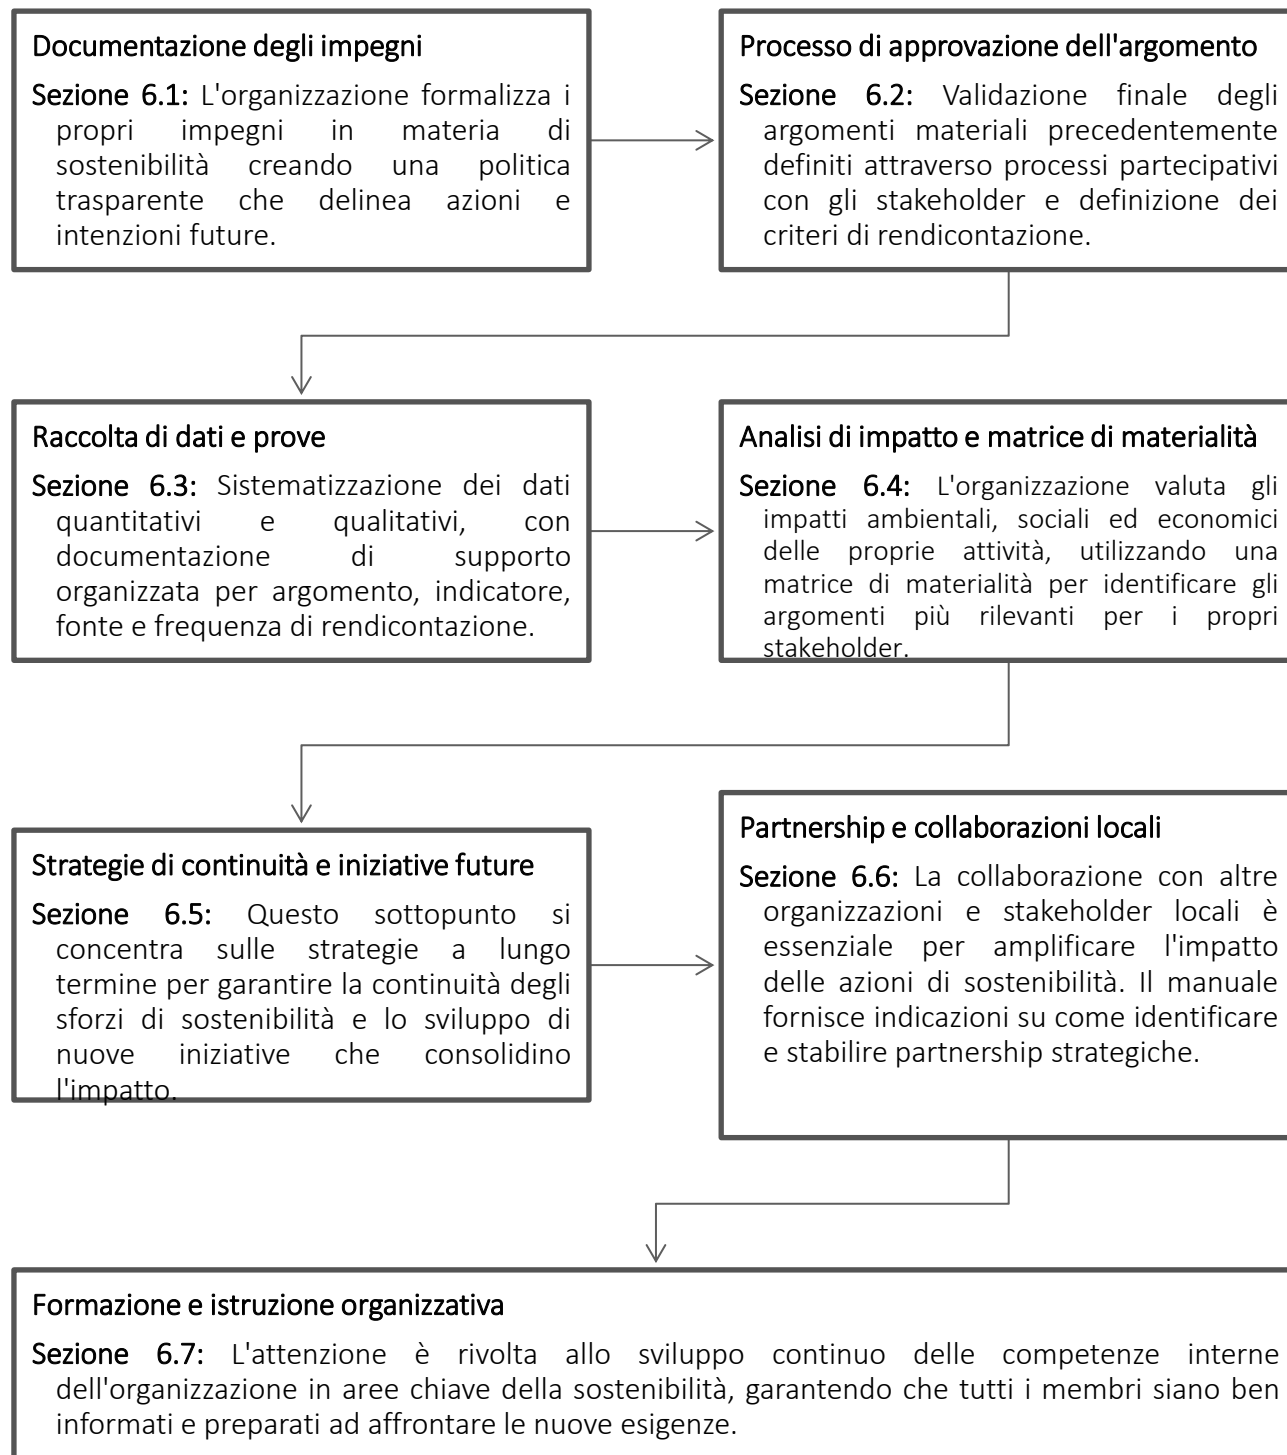 Documentazione degli impegni
Sezione 6.1: L'organizzazione formalizza i
propri impegni in materia di
sostenibilità creando una politica
trasparente che delinea azioni e
intenzioni future.
Processo di approvazione dell'argomento
Sezione 6.2: Validazione finale degli
argomenti materiali precedentemente
definiti attraverso processi partecipativi
con gli stakeholder e definizione dei
criteri di rendicontazione.
Raccolta di dati e prove
Sezione 6.3: Sistematizzazione dei dati
quantitativi e qualitativi, con
documentazione di supporto
organizzata per argomento, indicatore,
fonte e frequenza di rendicontazione.
Analisi di impatto e matrice di materialità
Sezione 6.4: L'organizzazione valuta gli
impatti ambientali, sociali ed economici
delle proprie attività, utilizzando una
matrice di materialità per identificare gli
argomenti più rilevanti per i propri
stakeholder.
Strategie di continuità e iniziative future
Sezione 6.5: Questo sottopunto si
concentra sulle strategie a lungo
termine per garantire la continuità degli
sforzi di sostenibilità e lo sviluppo di
nuove iniziative che consolidino
l'impatto.
Partnership e collaborazioni locali
Sezione 6.6: La collaborazione con altre
organizzazioni e stakeholder locali è
essenziale per amplificare l'impatto
delle azioni di sostenibilità. Il manuale
fornisce indicazioni su come identificare
e stabilire partnership strategiche.
Formazione e istruzione organizzativa
Sezione 6.7: L'attenzione è rivolta allo sviluppo continuo delle competenze interne
dell'organizzazione in aree chiave della sostenibilità, garantendo che tutti i membri siano ben
informati e preparati ad affrontare le nuove esigenze.